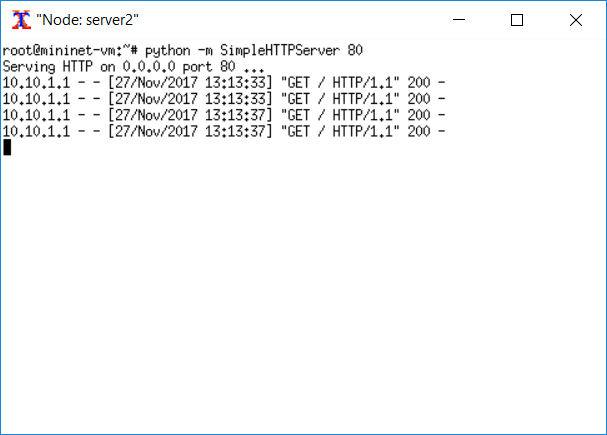 "Node: server2"
root@mininet-vm:~# python -m SimpleHTTPServer 80
Serving HTTP on 0.0.0.0 port 80 ...
10.10.1.1 - - [27/Nov/2017 13:13:33] "GET / HTTP/1.1" 200 -
10.10.1.1 - - [27/Nov/2017 13:13:33] "GET / HTTP/1.1" 200 -
10.10.1.1 - - [27/Nov/2017 13:13:37] "GET / HTTP/1.1" 200 -
10.10.1.1 - - [27/Nov/2017 13:13:37] "GET / HTTP/1.1" 200 -